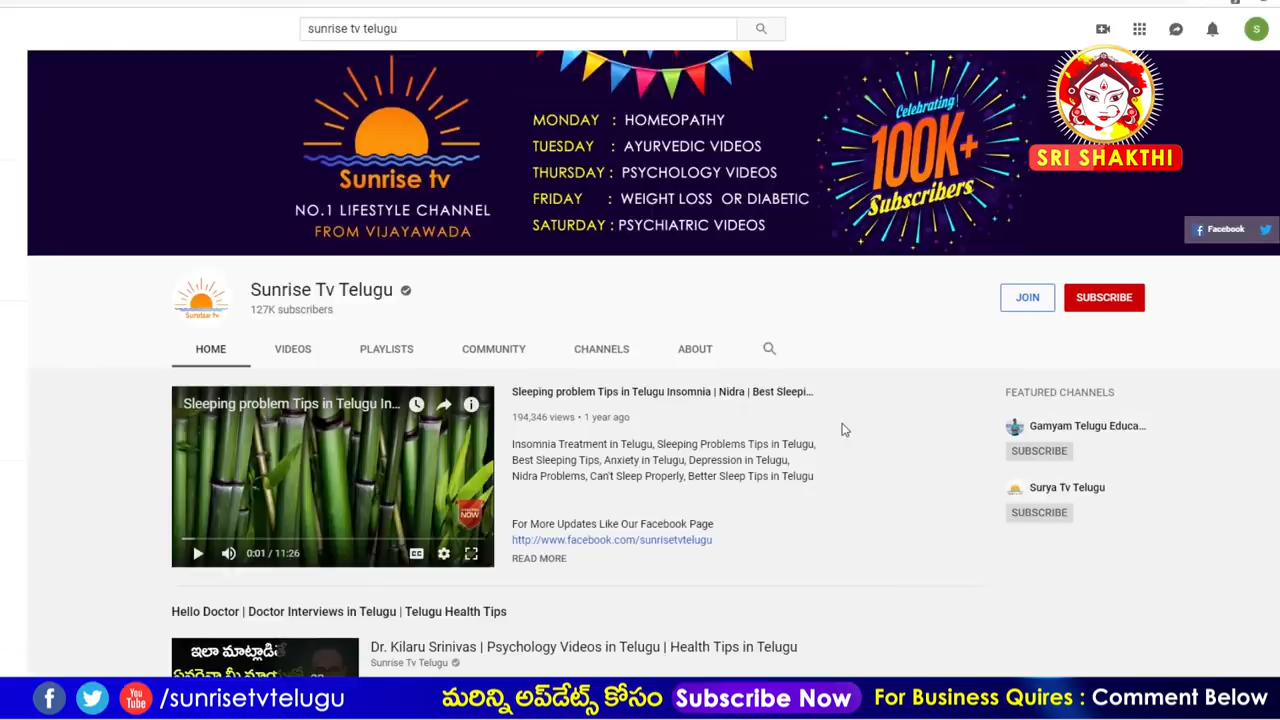 sunrise tv telugu
S
Sunrise tv
NO.1 LIFESTYLE CHANNEL
FROM VIJAYAWADA
MONDAY : HOMEOPATHY
TUESDAY : AYURVEDIC VIDEOS
THURSDAY : PSYCHOLOGY VIDEOS
FRIDAY : WEIGHT LOSS OR DIABETIC
SATURDAY : PSYCHIATRIC VIDEOS
Celebrating
100K+
Subscribers
SRI SHAKTHI
Facebook
Sunrise Tv Telugu
127K subscribers
JOIN
SUBSCRIBE
HOME VIDEOS PLAYLISTS COMMUNITY CHANNELS ABOUT
Sleeping problem Tips in Telugu In...
NOW
0:01 / 11:26
CC
Sleeping problem Tips in Telugu Insomnia | Nidra | Best Sleepi...
194,346 views • 1 year ago
Insomnia Treatment in Telugu, Sleeping Problems Tips in Telugu,
Best Sleeping Tips, Anxiety in Telugu, Depression in Telugu,
Nidra Problems, Can't Sleep Properly, Better Sleep Tips in Telugu
For More Updates Like Our Facebook Page
http://www.facebook.com/sunrisetvtelugu
READ MORE
FEATURED CHANNELS
Gamyam Telugu Educa...
SUBSCRIBE
Surya Tv Telugu
SUBSCRIBE
Hello Doctor | Doctor Interviews in Telugu | Telugu Health Tips
ఇలా మాట్లాడితే
Dr. Kilaru Srinivas | Psychology Videos in Telugu | Health Tips in Telugu
Sunrise Tv Telugu
You Tube /sunrisetvtelugu మరిన్ని అప్‌డేట్స్ కోసం Subscribe Now For Business Quires : Comment Below